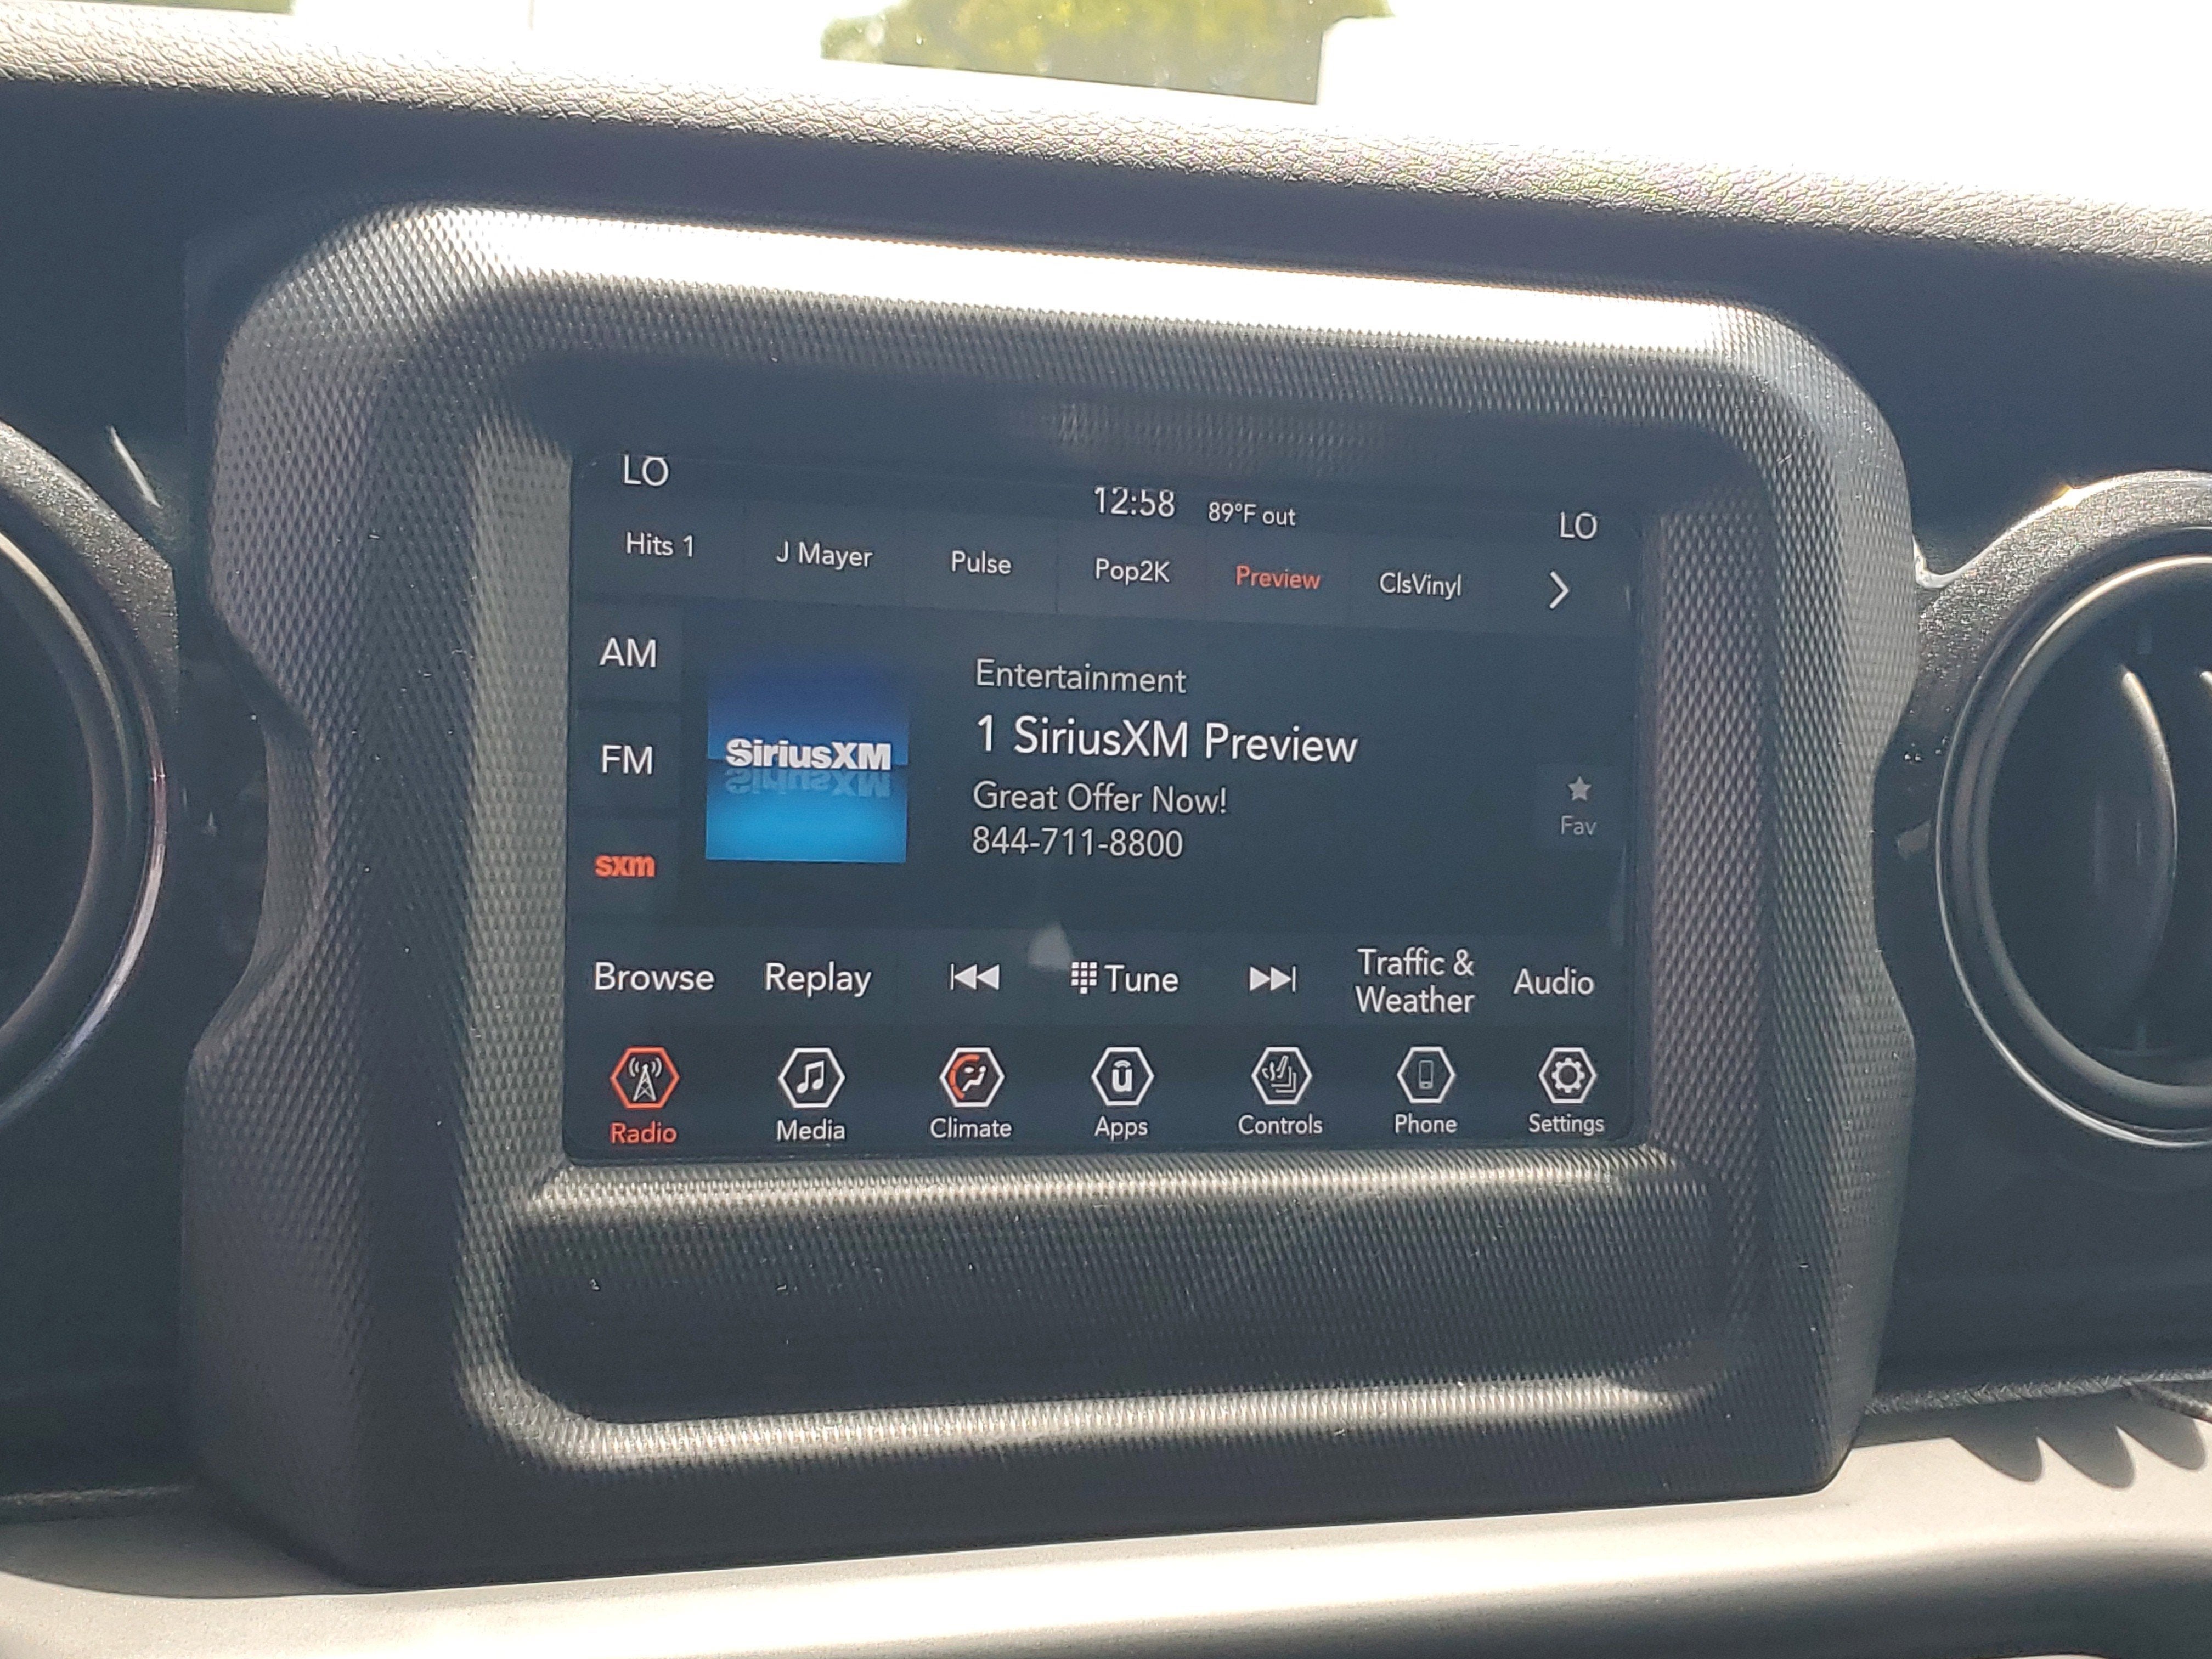 LO
12:58 89°F out
LO
Hits 1 J Mayer Pulse Pop2K Preview ClsVinyl
AM
FM
sxm
SiriusXM
Entertainment
1 SiriusXM Preview
Great Offer Now!
844-711-8800
Fav
Browse Replay Tune Traffic & Weather Audio
Radio Media Climate Apps Controls Phone Settings